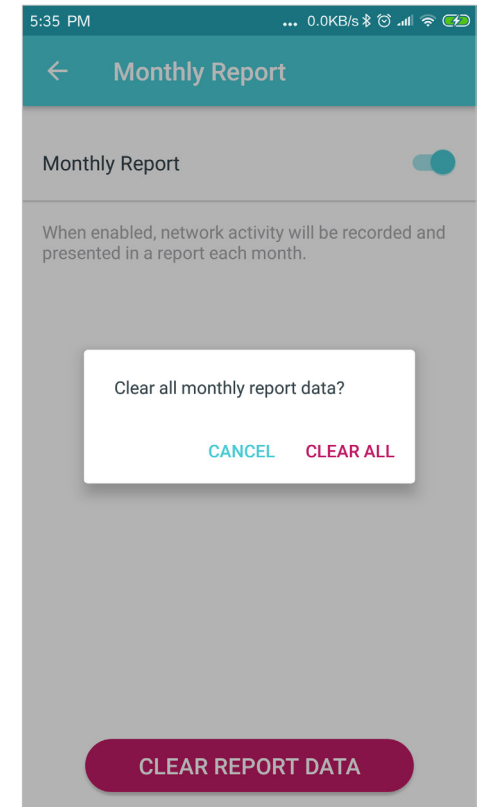 5:35 PM ... 0.0KB/s
Monthly Report
Monthly Report
When enabled, network activity will be recorded and
presented in a report each month.
Clear all monthly report data?
CANCEL CLEAR ALL
CLEAR REPORT DATA